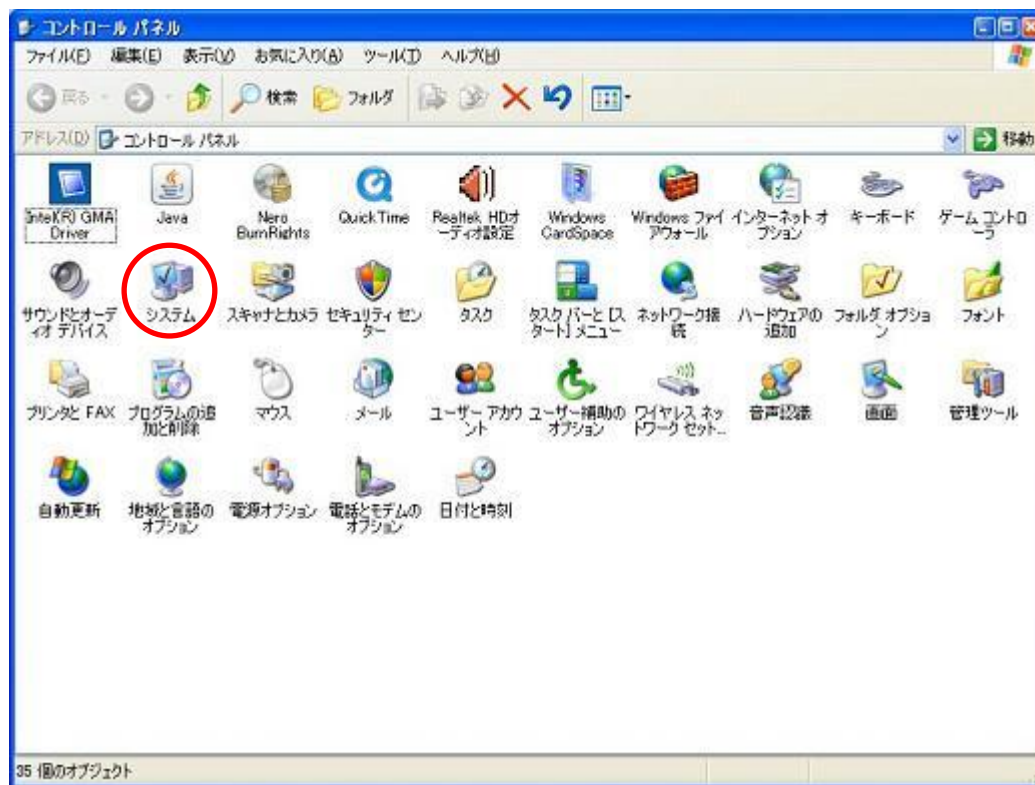 コントロール パネル
ファイル(F) 編集(E) 表示(V) お気に入り(A) ツール(T) ヘルプ(H)
戻る 検索 フォルダ
アドレス(D) コントロール パネル 移動
Intel(R) GMA Driver
Java
Nero BurnRights
QuickTime
Realtek HDオーディオ設定
Windows CardSpace
Windows ファイアウォール
インターネット オプション
キーボード
ゲーム コントローラ
サウンドとオーディオ デバイス
システム
スキャナとカメラ
セキュリティ センター
タスク
タスク バーと [スタート] メニュー
ネットワーク接続
ハードウェアの追加
フォルダ オプション
フォント
プリンタと FAX
プログラムの追加と削除
マウス
メール
ユーザー アカウント
ユーザー補助のオプション
ワイヤレス ネットワーク セット...
音声認識
画面
管理ツール
自動更新
地域と言語のオプション
電源オプション
電話とモデムのオプション
日付と時刻
35 個のオブジェクト